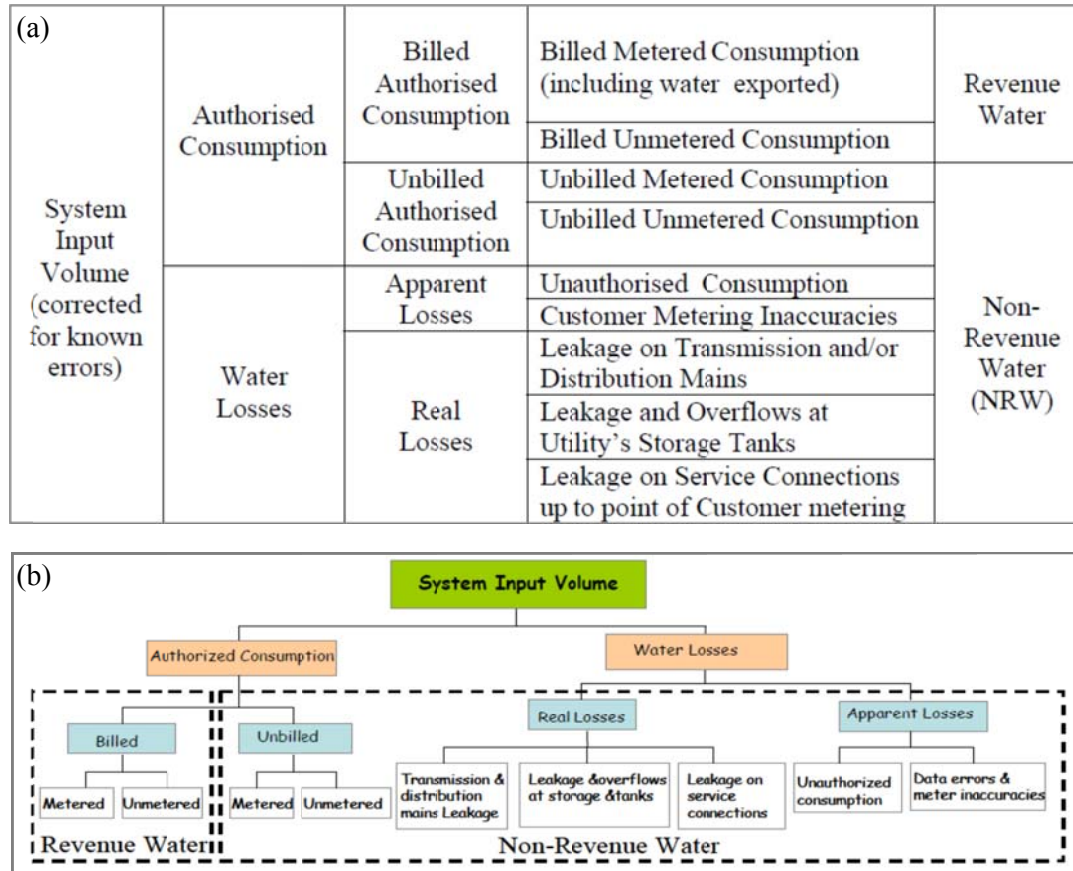 (a)
System
Input
Volume
(corrected
for known
errors)
Authorised
Consumption
Billed
Authorised
Consumption
Billed Metered Consumption
(including water exported)
Billed Unmetered Consumption
Revenue
Water
Unbilled
Authorised
Consumption
Unbilled Metered Consumption
Unbilled Unmetered Consumption
Water
Losses
Apparent
Losses
Unauthorised Consumption
Customer Metering Inaccuracies
Real
Losses
Leakage on Transmission and/or
Distribution Mains
Leakage and Overflows at
Utility's Storage Tanks
Leakage on Service Connections
up to point of Customer metering
Non-
Revenue
Water
(NRW)
(b)
System Input Volume
Authorized Consumption
Water Losses
Billed
Unbilled
Real Losses
Apparent Losses
Metered
Unmetered
Metered
Unmetered
Transmission &
distribution
mains Leakage
Leakage &overflows
at storage &tanks
Leakage on
service
connections
Unauthorized
consumption
Data errors &
meter inaccuracies
Revenue Water
Non-Revenue Water